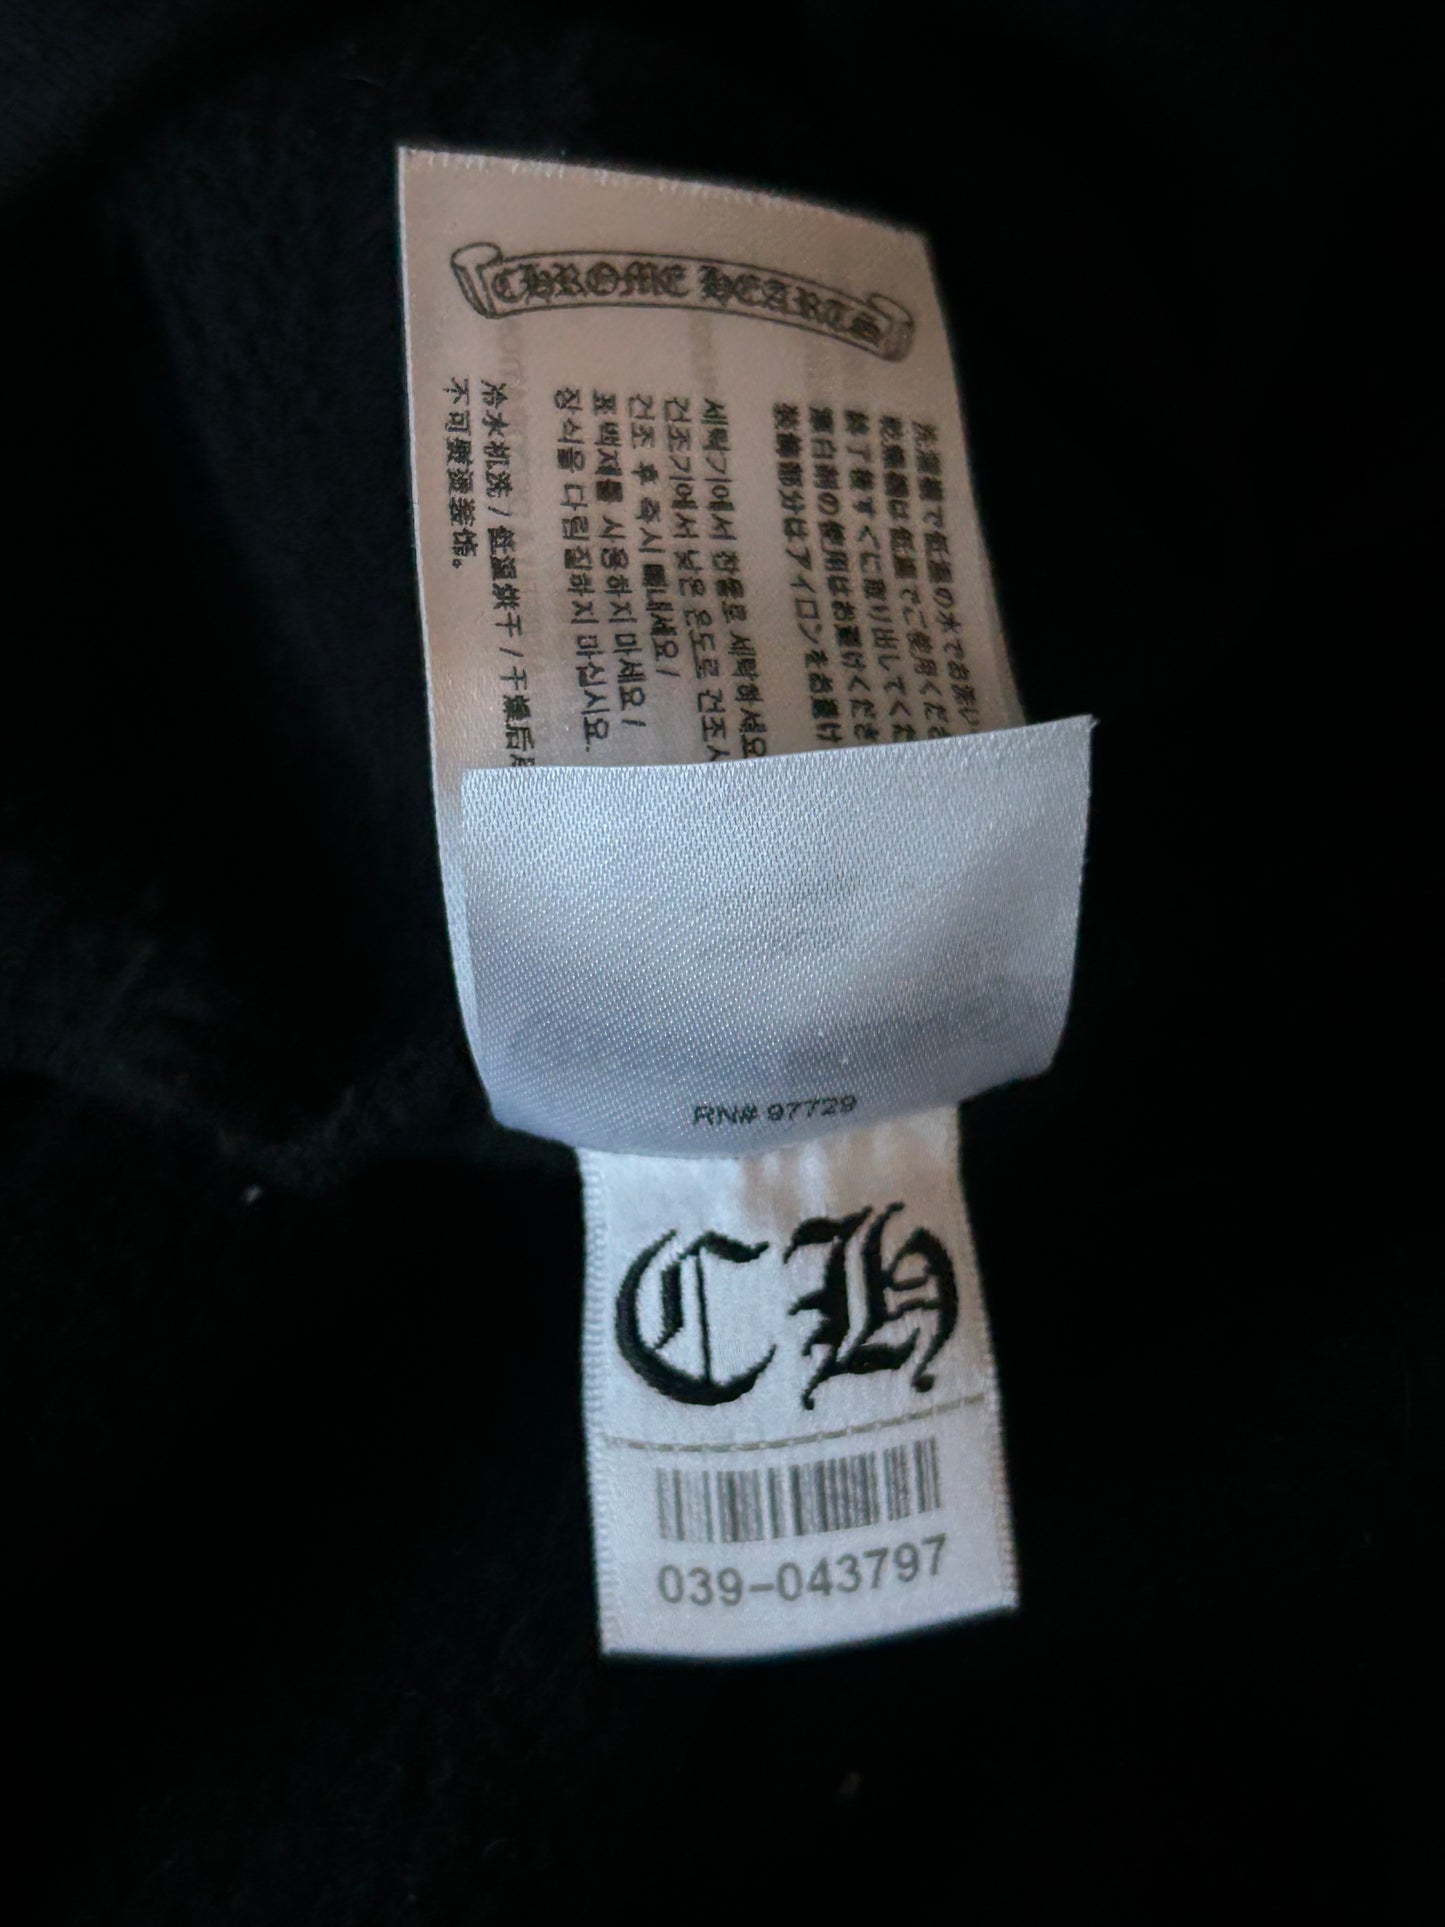 CHROME HEARTS
洗濯機で低温の水でお洗い
乾燥機は低温でご使用くださ
終了後すぐに取り出してくだ
漂白剤の使用はお避けくださ
装飾部分はアイロンをお避け
세탁기에서 찬물로 세탁하세요
건조기에서 낮은 온도로 건조시
건조 후 즉시 빼내세요 /
표백제를 사용하지 마세요 /
장식을 다림질하지 마십시오.
冷水机洗 / 低温烘干 / 干燥后
不可熨烫装饰。
RN# 97729
CH
039-043797